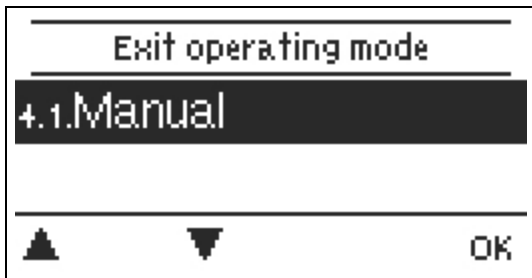 Exit operating mode
4.1.Manual
▲ ▼ OK